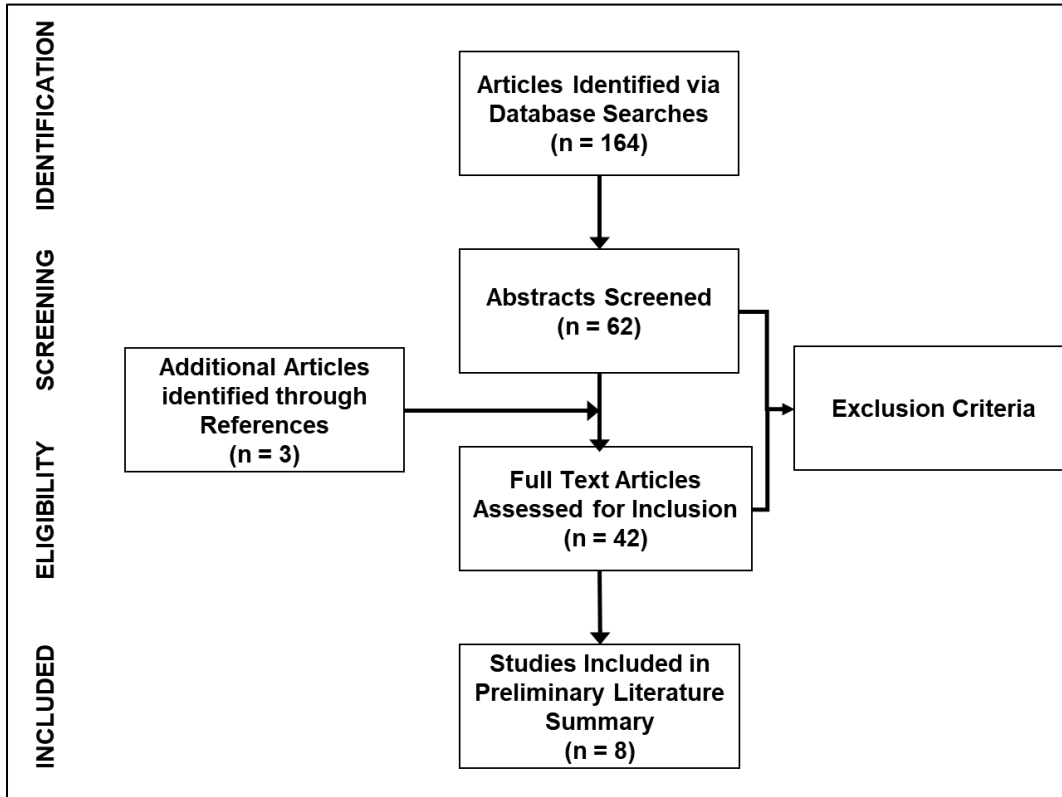 IDENTIFICATION
Articles Identified via
Database Searches
(n = 164)
SCREENING
Abstracts Screened
(n = 62)
Additional Articles
identified through
References
(n = 3)
Exclusion Criteria
ELIGIBILITY
Full Text Articles
Assessed for Inclusion
(n = 42)
INCLUDED
Studies Included in
Preliminary Literature
Summary
(n = 8)